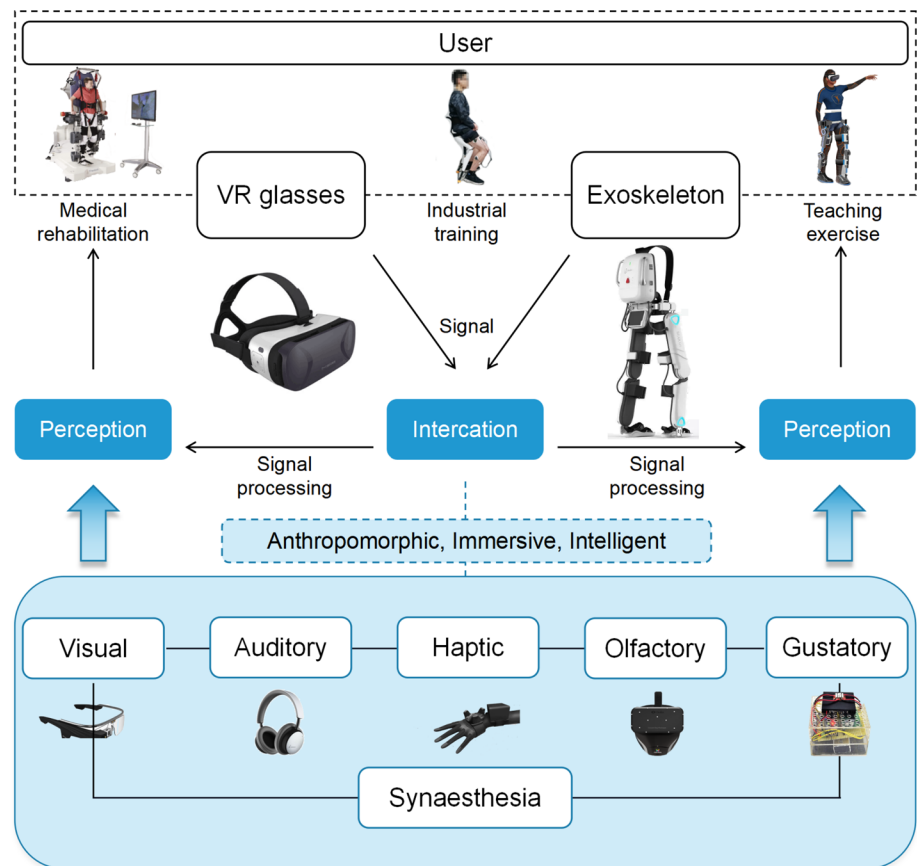 User
VR glasses
Exoskeleton
Medical
rehabilitation
Industrial
training
Teaching
exercise
Signal
Perception
Intercation
Perception
Signal
processing
Signal
processing
Anthropomorphic, Immersive, Intelligent
Visual
Auditory
Haptic
Olfactory
Gustatory
Synaesthesia